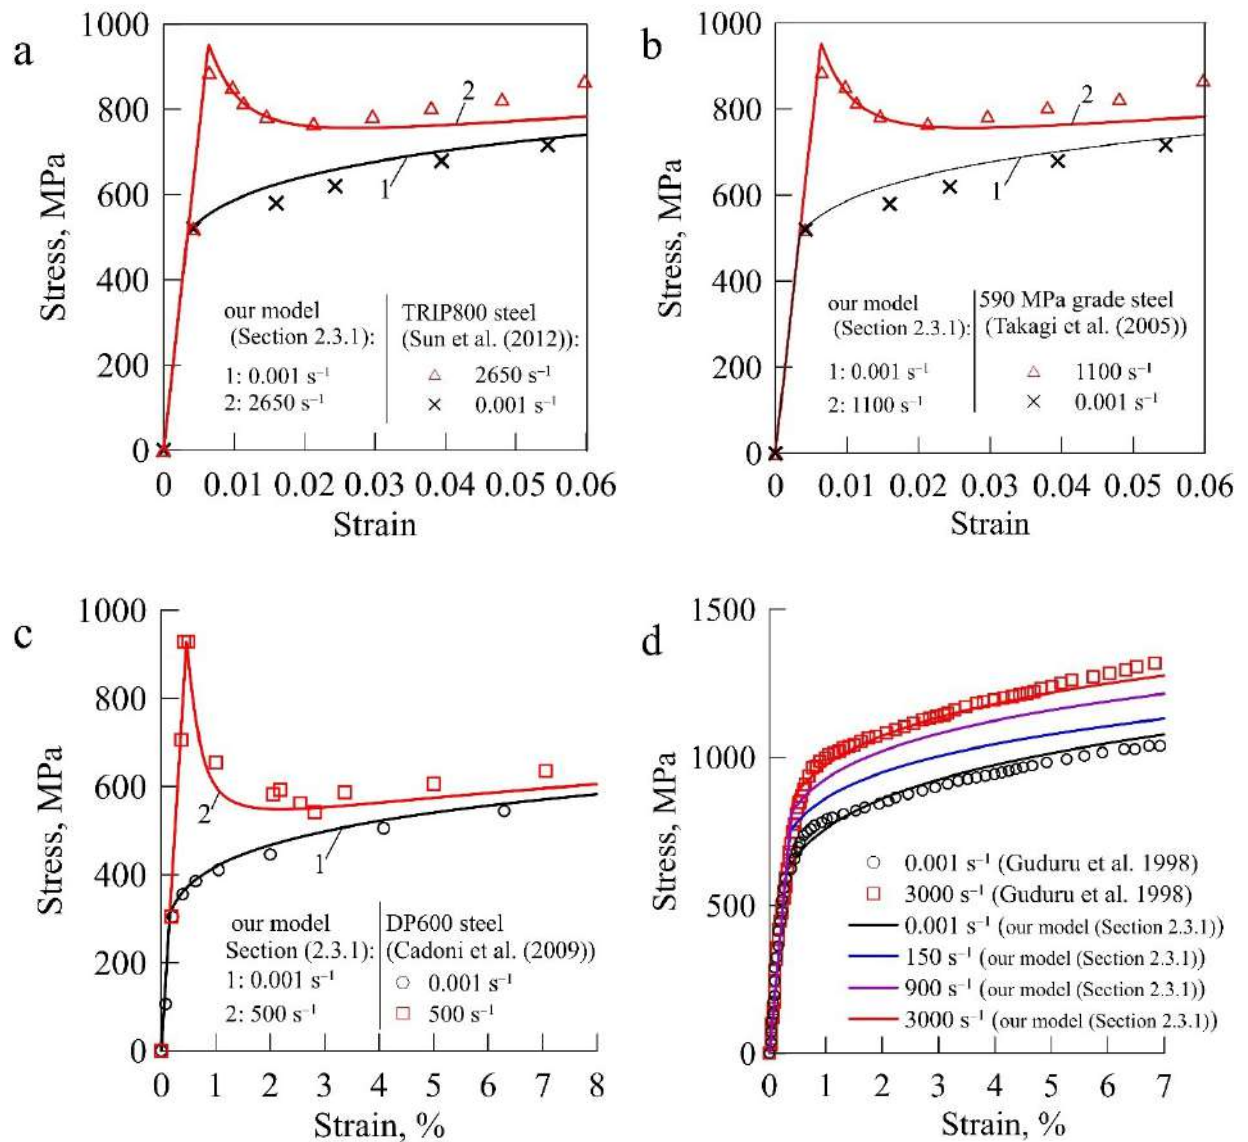 a
1000
800
600
400
200
0
Stress, MPa
2
1
our model
(Section 2.3.1):
1: 0.001 s⁻¹
2: 2650 s⁻¹
TRIP800 steel
(Sun et al. (2012)):
2650 s⁻¹
0.001 s⁻¹
0 0.01 0.02 0.03 0.04 0.05 0.06
Strain
b
1000
800
600
400
200
0
Stress, MPa
2
1
our model
(Section 2.3.1):
1: 0.001 s⁻¹
2: 1100 s⁻¹
590 MPa grade steel
(Takagi et al. (2005))
1100 s⁻¹
0.001 s⁻¹
0 0.01 0.02 0.03 0.04 0.05 0.06
Strain
c
1000
800
600
400
200
0
Stress, MPa
2
1
our model
Section (2.3.1):
1: 0.001 s⁻¹
2: 500 s⁻¹
DP600 steel
(Cadoni et al. (2009))
0.001 s⁻¹
500 s⁻¹
0 1 2 3 4 5 6 7 8
Strain, %
d
1500
1000
500
0
Stress, MPa
0.001 s⁻¹ (Guduru et al. 1998)
3000 s⁻¹ (Guduru et al. 1998)
0.001 s⁻¹ (our model (Section 2.3.1))
150 s⁻¹ (our model (Section 2.3.1))
900 s⁻¹ (our model (Section 2.3.1))
3000 s⁻¹ (our model (Section 2.3.1))
0 1 2 3 4 5 6 7
Strain, %